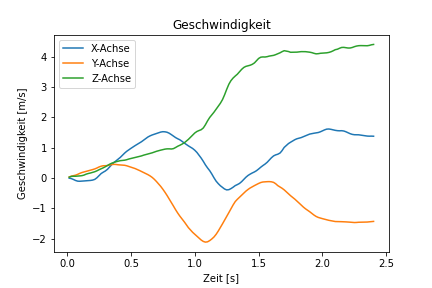 Geschwindigkeit
X-Achse
Y-Achse
Z-Achse
Geschwindigkeit [m/s]
4
3
2
1
0
−1
−2
0.0 0.5 1.0 1.5 2.0 2.5
Zeit [s]